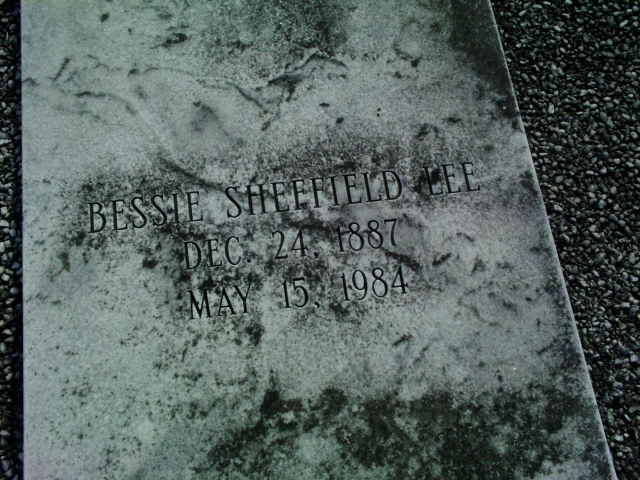 BESSIE SHEFFIELD LEE
DEC. 24, 1887
MAY 15, 1984